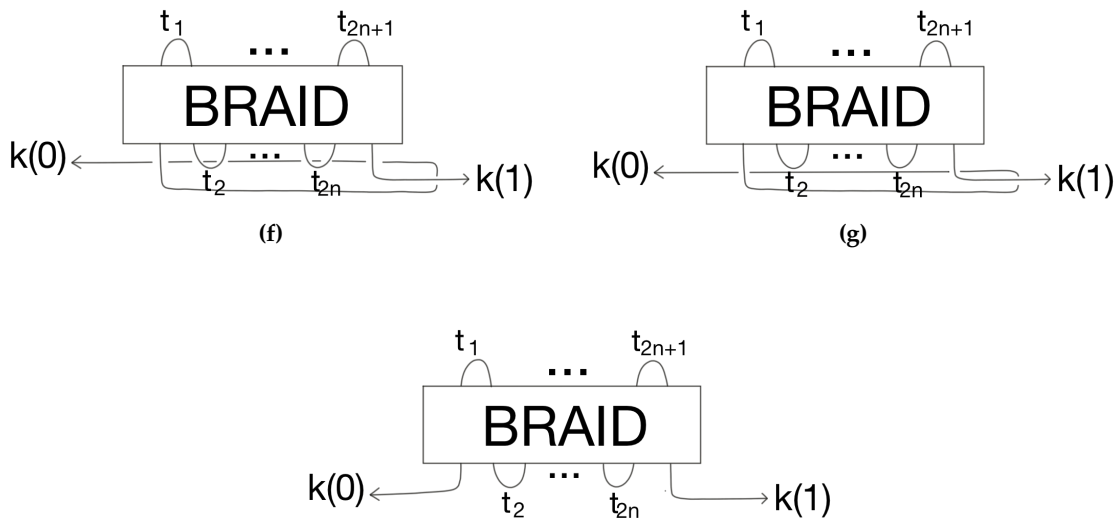 t1 ... t2n+1 t1 ... t2n+1
BRAID BRAID
k(0) ... k(1) k(0) ... k(1)
t2 t2n t2 t2n
(f) (g)
t1 ... t2n+1
BRAID
k(0) ... k(1)
t2 t2n